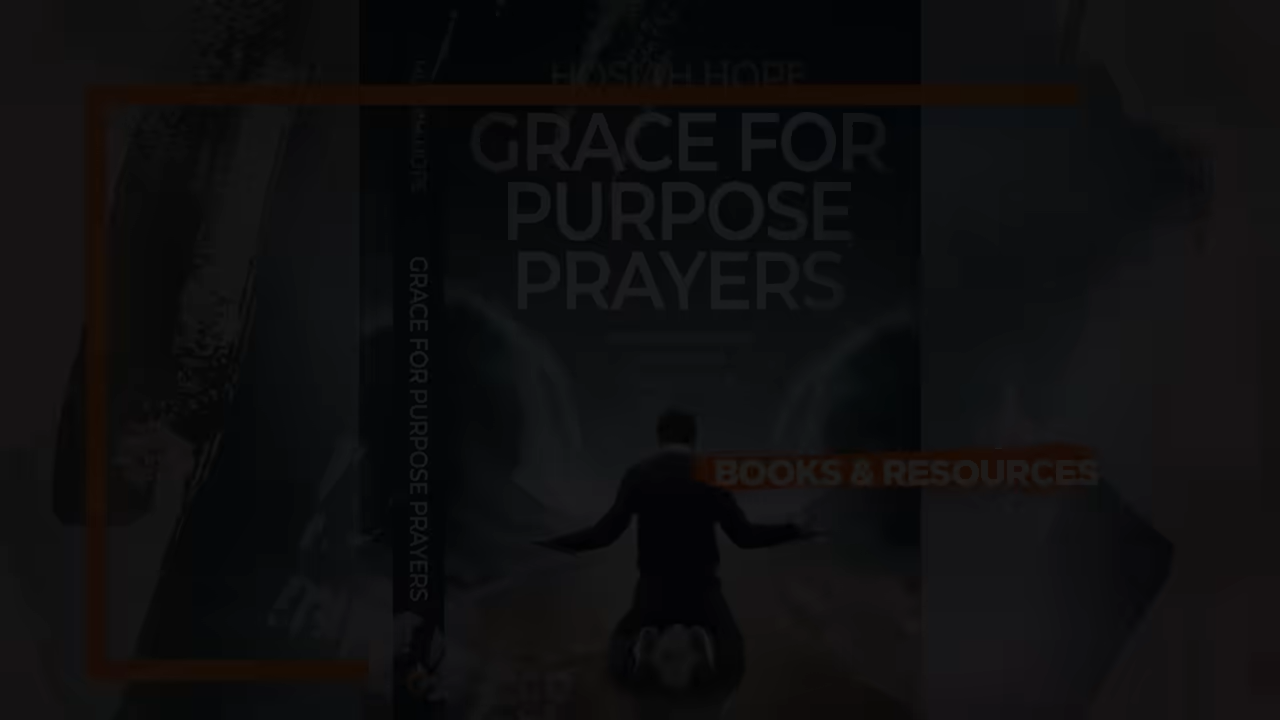 GRACE FOR
PURPOSE
PRAYERS
GRACE FOR PURPOSE PRAYERS
BOOKS & RESOURCES